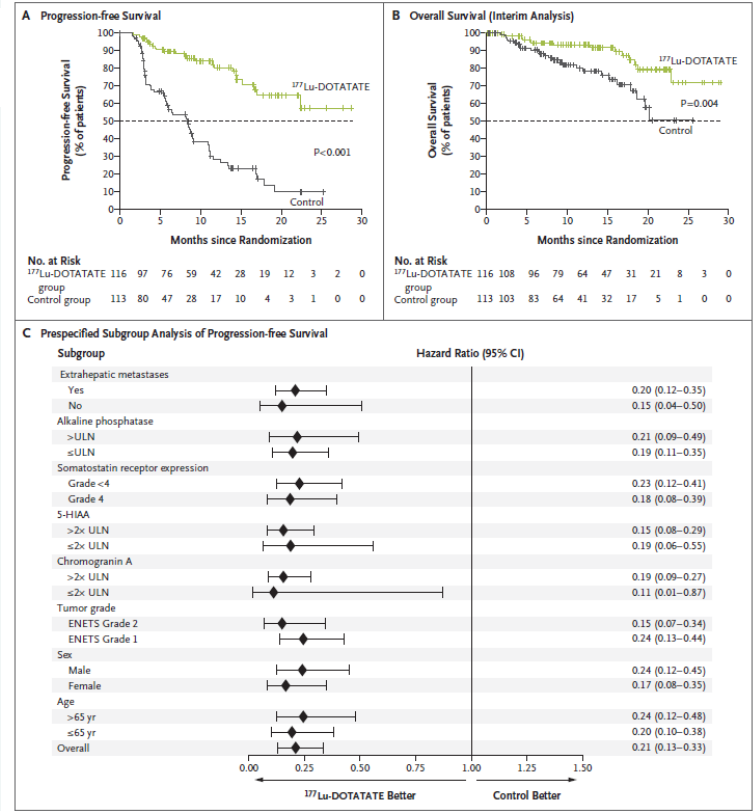 A Progression-free Survival
100
90
80
70
60
50
40
30
20
10
0
Progression-free Survival
(% of patients)
177Lu-DOTATATE
P<0.001
Control
0 5 10 15 20 25 30
Months since Randomization
No. at Risk
177Lu-DOTATATE group 116 97 76 59 42 28 19 12 3 2 0
Control group 113 80 47 28 17 10 4 3 1 0 0
B Overall Survival (Interim Analysis)
100
90
80
70
60
50
40
30
20
10
0
Overall Survival
(% of patients)
177Lu-DOTATATE
P=0.004
Control
0 5 10 15 20 25 30
Months since Randomization
No. at Risk
177Lu-DOTATATE group 116 108 96 79 64 47 31 21 8 3 0
Control group 113 103 83 64 41 32 17 5 1 0 0
C Prespecified Subgroup Analysis of Progression-free Survival
Subgroup Hazard Ratio (95% CI)
Extrahepatic metastases
Yes 0.20 (0.12–0.35)
No 0.15 (0.04–0.50)
Alkaline phosphatase
>ULN 0.21 (0.09–0.49)
≤ULN 0.19 (0.11–0.35)
Somatostatin receptor expression
Grade <4 0.23 (0.12–0.41)
Grade 4 0.18 (0.08–0.39)
5-HIAA
>2× ULN 0.15 (0.08–0.29)
≤2× ULN 0.19 (0.06–0.55)
Chromogranin A
>2× ULN 0.19 (0.09–0.27)
≤2× ULN 0.11 (0.01–0.87)
Tumor grade
ENETS Grade 2 0.15 (0.07–0.34)
ENETS Grade 1 0.24 (0.13–0.44)
Sex
Male 0.24 (0.12–0.45)
Female 0.17 (0.08–0.35)
Age
>65 yr 0.24 (0.12–0.48)
≤65 yr 0.20 (0.10–0.38)
Overall 0.21 (0.13–0.33)
0.00 0.25 0.50 0.75 1.00 1.25 1.50
177Lu-DOTATATE Better Control Better